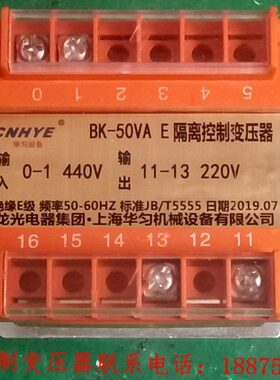 0 1 2 3 4 5
CNHYE
华匀设备
BK-50VA E 隔离控制变压器
输入 0-1 440V 输出 11-13 220V
绝缘E级 频率50-60HZ 标准JB/T5555 日期2019.07
龙光电器集团·上海华匀机械设备有限公司
16 15 14 13 12 11
制变压器联系电话：18875